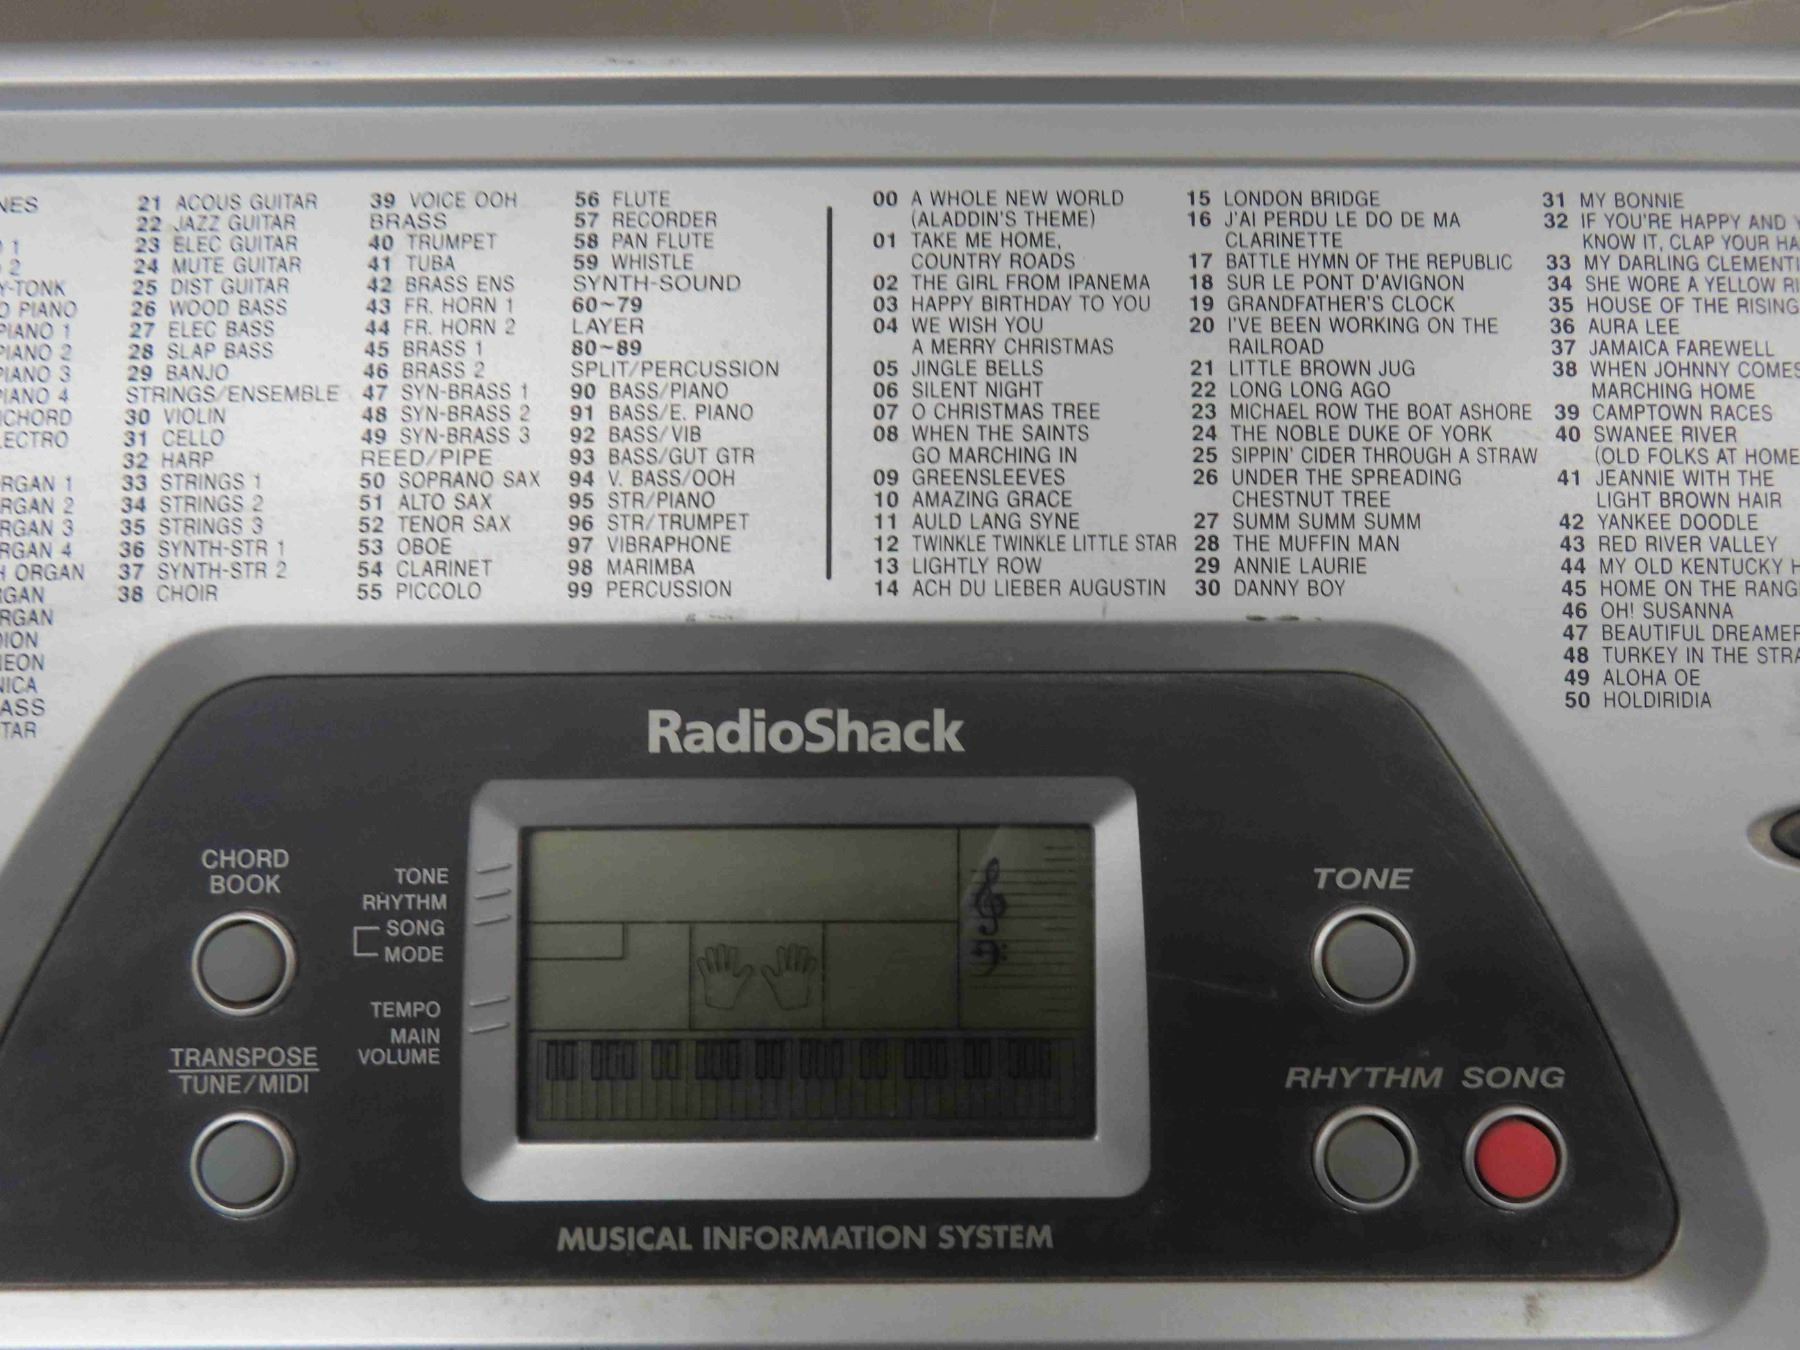 21 ACOUS GUITAR
22 JAZZ GUITAR
23 ELEC GUITAR
24 MUTE GUITAR
25 DIST GUITAR
26 WOOD BASS
27 ELEC BASS
28 SLAP BASS
29 BANJO
STRINGS/ENSEMBLE
30 VIOLIN
31 CELLO
32 HARP
33 STRINGS 1
34 STRINGS 2
35 STRINGS 3
36 SYNTH-STR 1
37 SYNTH-STR 2
38 CHOIR
39 VOICE OOH
BRASS
40 TRUMPET
41 TUBA
42 BRASS ENS
43 FR. HORN 1
44 FR. HORN 2
45 BRASS 1
46 BRASS 2
47 SYN-BRASS 1
48 SYN-BRASS 2
49 SYN-BRASS 3
REED/PIPE
50 SOPRANO SAX
51 ALTO SAX
52 TENOR SAX
53 OBOE
54 CLARINET
55 PICCOLO
56 FLUTE
57 RECORDER
58 PAN FLUTE
59 WHISTLE
SYNTH-SOUND
60~79
LAYER
80~89
SPLIT/PERCUSSION
90 BASS/PIANO
91 BASS/E. PIANO
92 BASS/VIB
93 BASS/GUT GTR
94 V. BASS/OOH
95 STR/PIANO
96 STR/TRUMPET
97 VIBRAPHONE
98 MARIMBA
99 PERCUSSION
00 A WHOLE NEW WORLD
(ALADDIN'S THEME)
01 TAKE ME HOME,
COUNTRY ROADS
02 THE GIRL FROM IPANEMA
03 HAPPY BIRTHDAY TO YOU
04 WE WISH YOU
A MERRY CHRISTMAS
05 JINGLE BELLS
06 SILENT NIGHT
07 O CHRISTMAS TREE
08 WHEN THE SAINTS
GO MARCHING IN
09 GREENSLEEVES
10 AMAZING GRACE
11 AULD LANG SYNE
12 TWINKLE TWINKLE LITTLE STAR
13 LIGHTLY ROW
14 ACH DU LIEBER AUGUSTIN
15 LONDON BRIDGE
16 J'AI PERDU LE DO DE MA
CLARINETTE
17 BATTLE HYMN OF THE REPUBLIC
18 SUR LE PONT D'AVIGNON
19 GRANDFATHER'S CLOCK
20 I'VE BEEN WORKING ON THE
RAILROAD
21 LITTLE BROWN JUG
22 LONG LONG AGO
23 MICHAEL ROW THE BOAT ASHORE
24 THE NOBLE DUKE OF YORK
25 SIPPIN' CIDER THROUGH A STRAW
26 UNDER THE SPREADING
CHESTNUT TREE
27 SUMM SUMM SUMM
28 THE MUFFIN MAN
29 ANNIE LAURIE
30 DANNY BOY
31 MY BONNIE
32 IF YOU'RE HAPPY AND
KNOW IT, CLAP YOUR
33 MY DARLING
34 SHE WORE A YELLOW
35 HOUSE OF THE RISING
36 AURA LEE
37 JAMAICA FAREWELL
38 WHEN JOHNNY COMES
MARCHING HOME
39 CAMPTOWN RACES
40 SWANEE RIVER
(OLD FOLKS AT HOME
41 JEANNIE WITH THE
LIGHT BROWN HAIR
42 YANKEE DOODLE
43 RED RIVER VALLEY
44 MY OLD KENTUCKY
45 HOME ON THE
46 OH! SUSANNA
47 BEAUTIFUL
48 TURKEY IN THE
49 ALOHA OE
50 HOLDIRIDIA
RadioShack
CHORD
BOOK
TRANSPOSE
TUNE/MIDI
TONE
RHYTHM
SONG
MODE
TEMPO
MAIN
VOLUME
TONE
RHYTHM SONG
MUSICAL INFORMATION SYSTEM